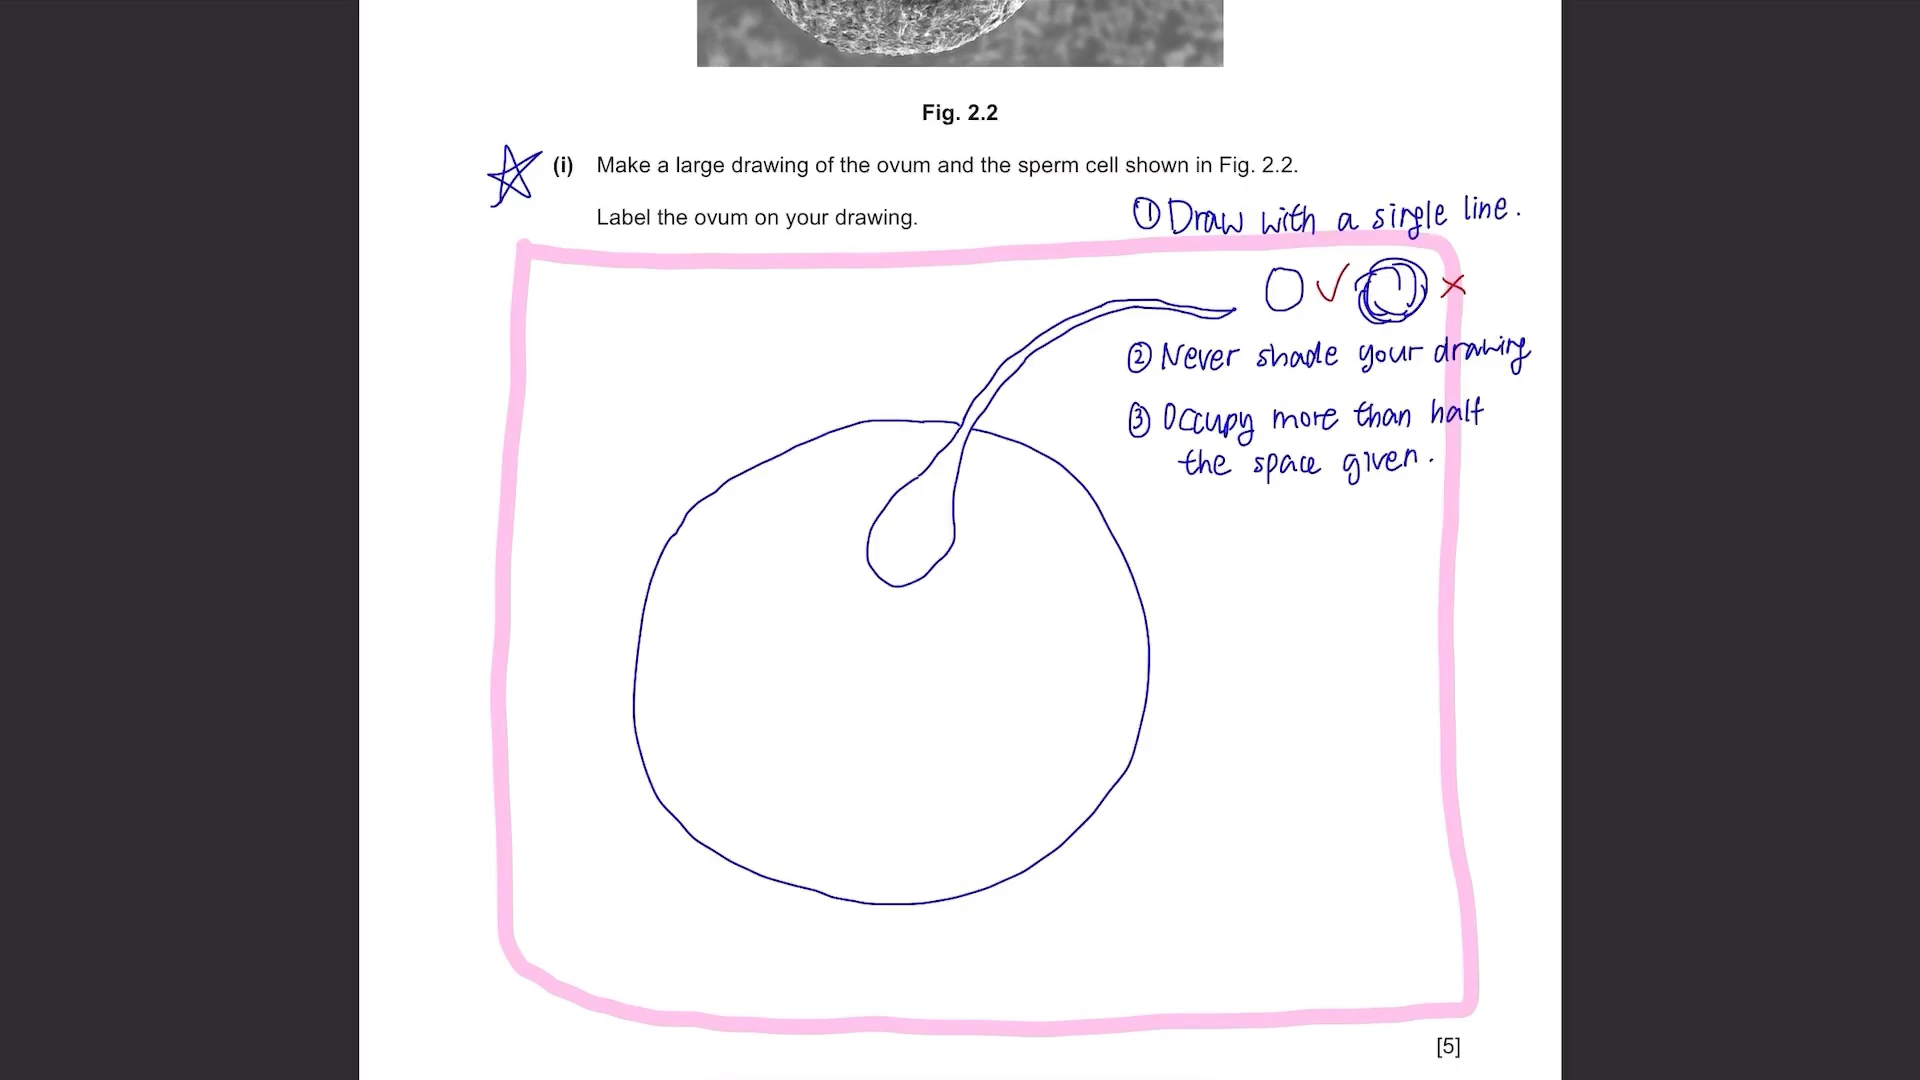 Fig. 2.2
(i) Make a large drawing of the ovum and the sperm cell shown in Fig. 2.2.
Label the ovum on your drawing.
① Draw with a single line.
② Never shade your drawing
③ Occupy more than half
the space given.
[5]